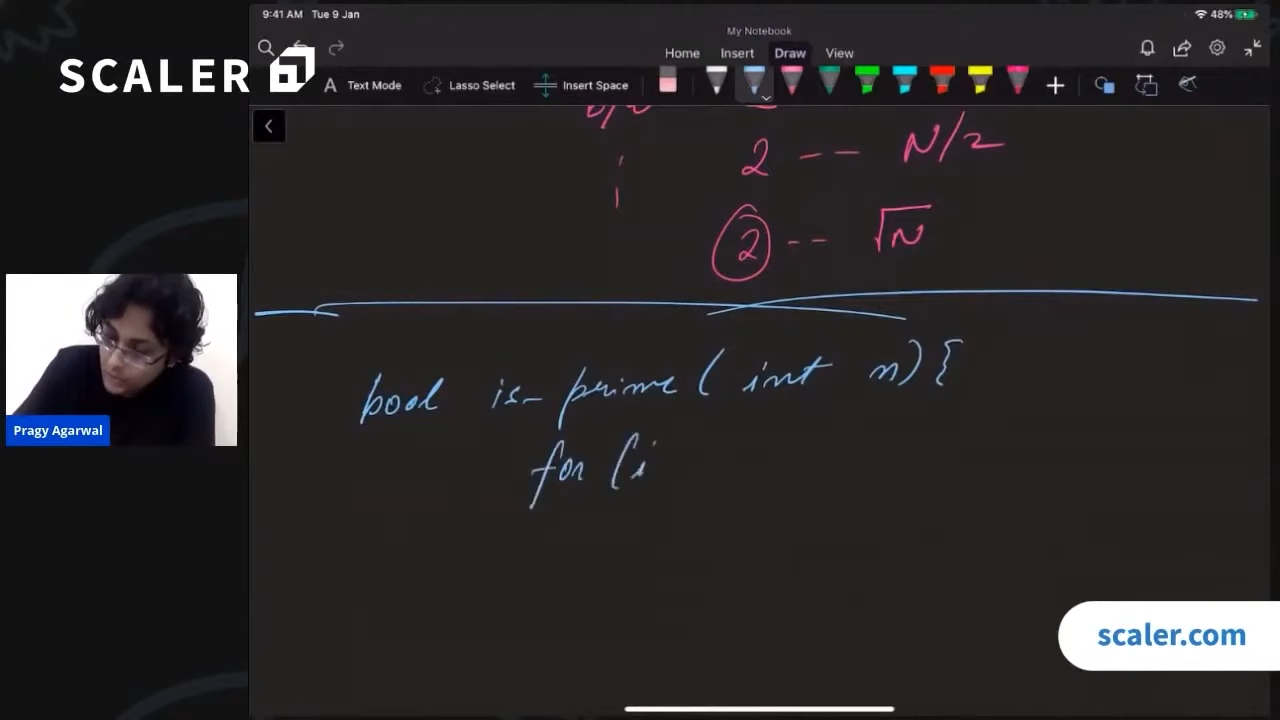 9:41 AM Tue 9 Jan
48%
My Notebook
SCALER
Home Insert Draw View
A Text Mode Lasso Select Insert Space
2 -- N/2
i
2 -- √N
bool is_prime ( int n) {
for (i
Pragy Agarwal
scaler.com